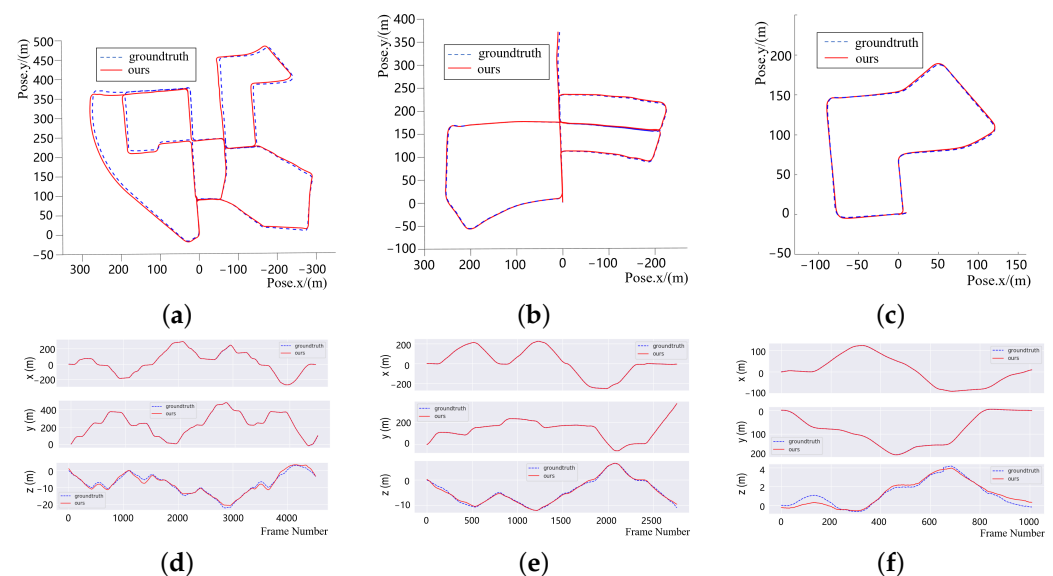 Pose.y/(m)
500
450
400
350
300
250
200
150
100
50
0
−50
groundtruth
ours
300 200 100 0 −100 −200 −300
Pose.x/(m)
(a)
Pose.y/(m)
400
350
300
250
200
150
100
50
0
−50
−100
groundtruth
ours
300 200 100 0 −100 −200
Pose.x/(m)
(b)
Pose.y/(m)
200
150
100
50
0
50
groundtruth
ours
−100 −50 0 50 100 150
Pose.x/(m)
(c)
x (m)
200
0
−200
groundtruth
ours
y (m)
400
200
0
groundtruth
ours
z (m)
0
−10
−20
groundtruth
ours
0 1000 2000 3000 4000
Frame Number
(d)
x (m)
200
0
−200
groundtruth
ours
y (m)
200
0
groundtruth
ours
z (m)
0
−10
groundtruth
ours
0 500 1000 1500 2000 2500
Frame Number
(e)
x (m)
100
0
−100
groundtruth
ours
y (m)
0
100
200
groundtruth
ours
z (m)
4
2
0
groundtruth
ours
0 200 400 600 800 1000
Frame Number
(f)